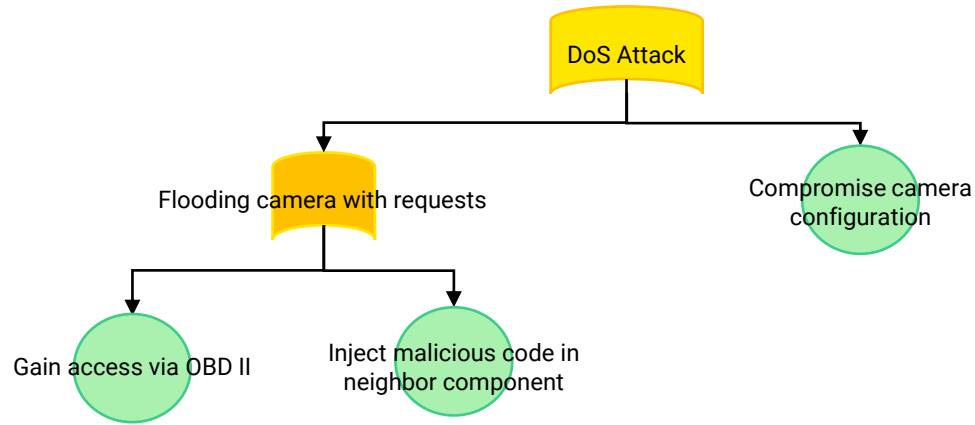 DoS Attack
Flooding camera with requests
Compromise camera
configuration
Gain access via OBD II
Inject malicious code in
neighbor component